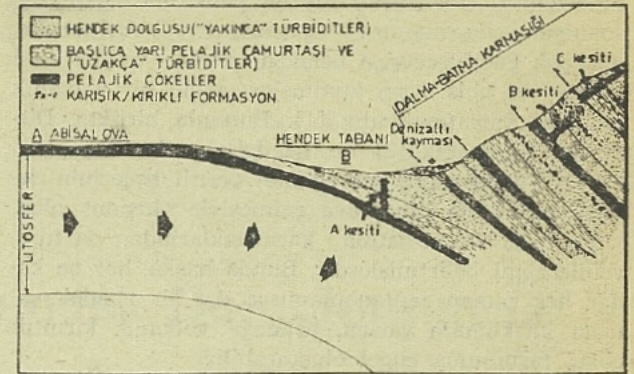 HENDEK DOLGUSU ("YAKINCA" TÜRBİDİTLER)
BAŞLICA YARI PELAJİK ÇAMURTAŞI VE
("UZAKÇA" TÜRBİDİTLER)
PELAJİK ÇÖKELLER
KARIŞIK/KIRIKLI FORMASYON
DALMA-BATMA KARMAŞIĞI
C kesiti
B kesiti
A ABİSAL OVA
HENDEK TABANI
B
Denizaltı
kayması
A kesiti
LİTOSFER